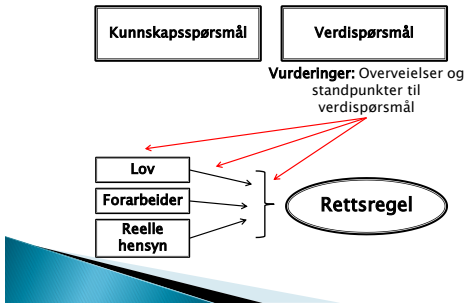 Kunnskapsspørsmål
Verdispørsmål
Vurderinger: Overveielser og
standpunkter til
verdispørsmål
Lov
Forarbeider
Reelle
hensyn
Rettsregel